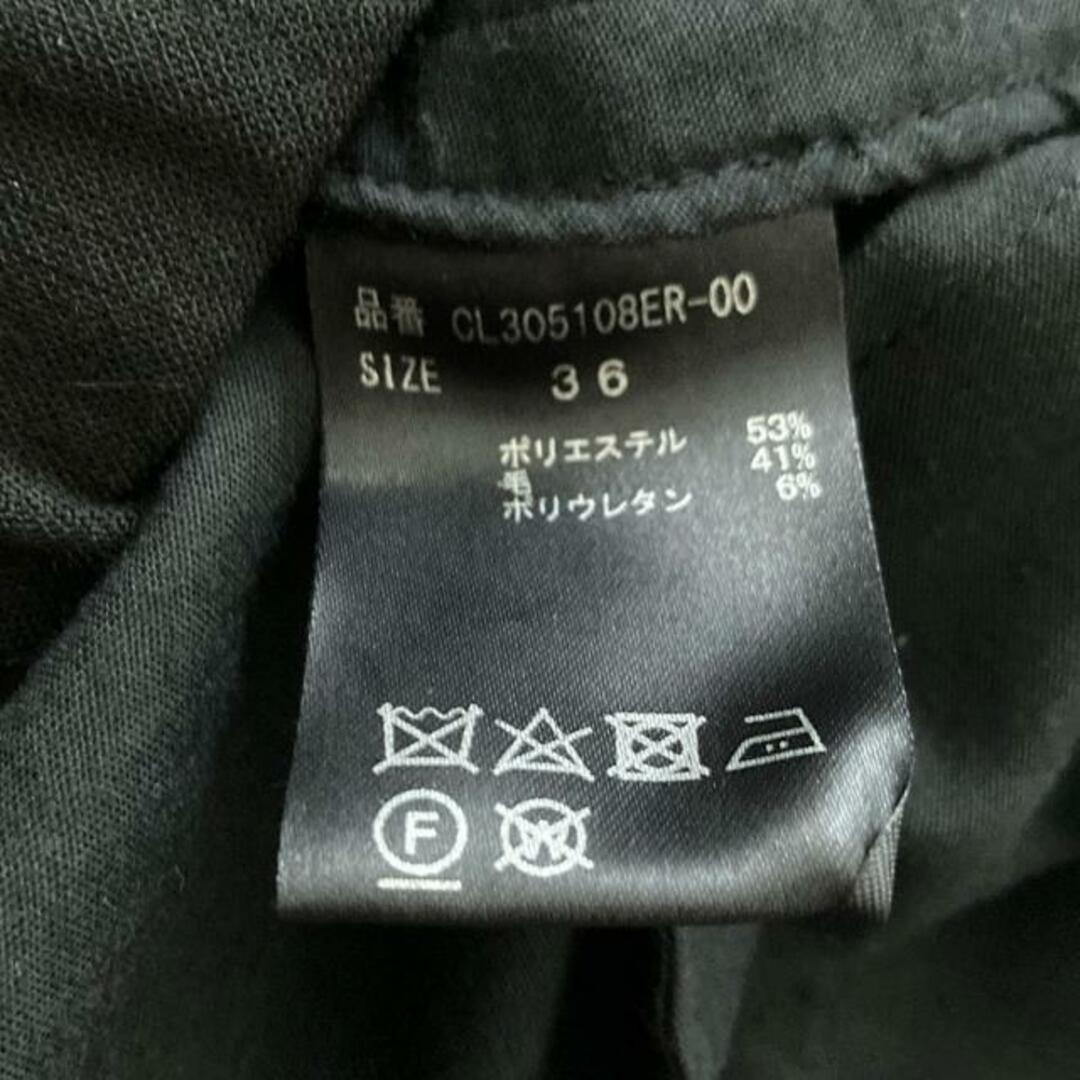 品番 CL305108ER-00
SIZE 36
ポリエステル 53%
毛 41%
ポリウレタン 6%
F W